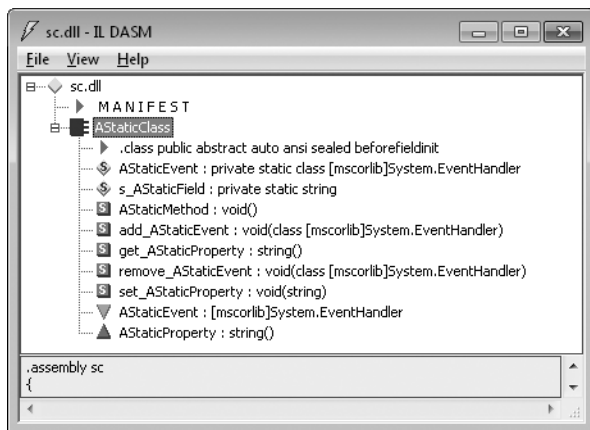 sc.dll - IL DASM
File View Help
sc.dll
MANIFEST
AStaticClass
.class public abstract auto ansi sealed beforefieldinit
AStaticEvent : private static class [mscorlib]System.EventHandler
s_AStaticField : private static string
AStaticMethod : void()
add_AStaticEvent : void(class [mscorlib]System.EventHandler)
get_AStaticProperty : string()
remove_AStaticEvent : void(class [mscorlib]System.EventHandler)
set_AStaticProperty : void(string)
AStaticEvent : [mscorlib]System.EventHandler
AStaticProperty : string()
.assembly sc
{